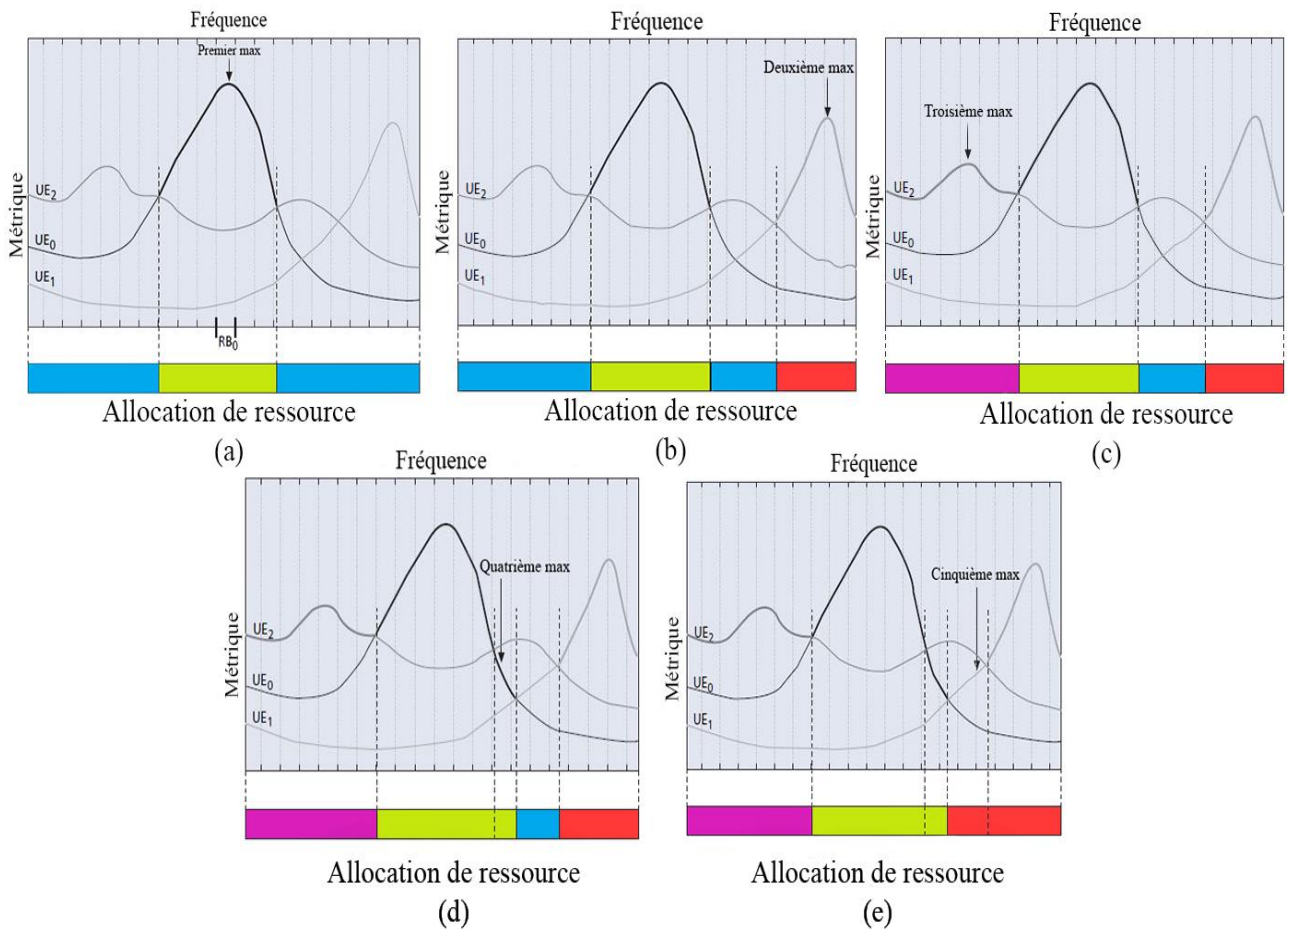 Fréquence
Premier max
UE2
UE0
UE1
Métrique
RB0
Allocation de ressource
(a)
Fréquence
Deuxième max
UE2
UE0
UE1
Métrique
Allocation de ressource
(b)
Fréquence
Troisième max
UE2
UE0
UE1
Métrique
Allocation de ressource
(c)
Fréquence
Quatrième max
UE2
UE0
UE1
Métrique
Allocation de ressource
(d)
Fréquence
Cinquième max
UE2
UE0
UE1
Métrique
Allocation de ressource
(e)